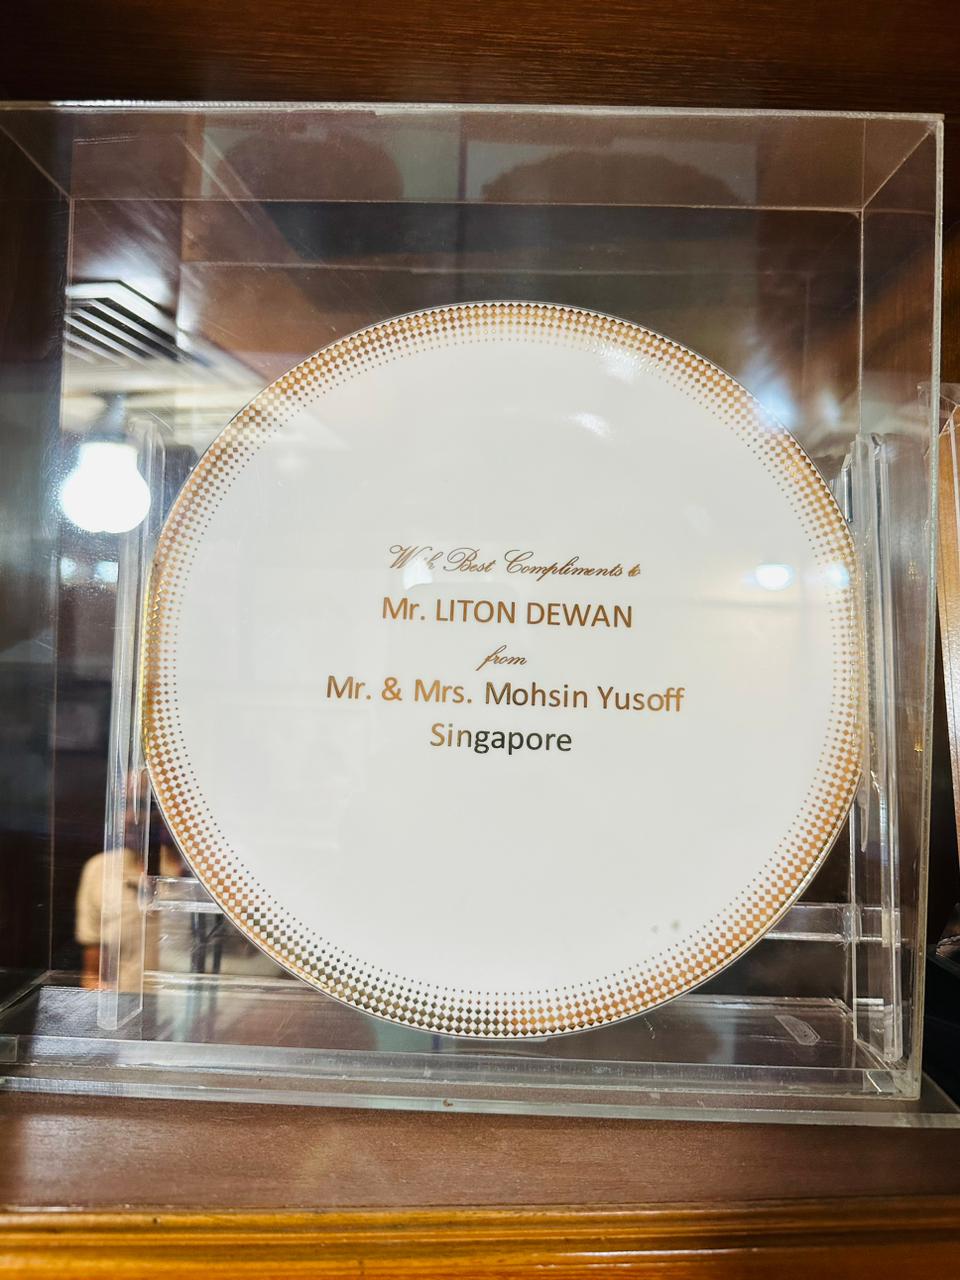 With Best Compliments to
Mr. LITON DEWAN
from
Mr. & Mrs. Mohsin Yusoff
Singapore